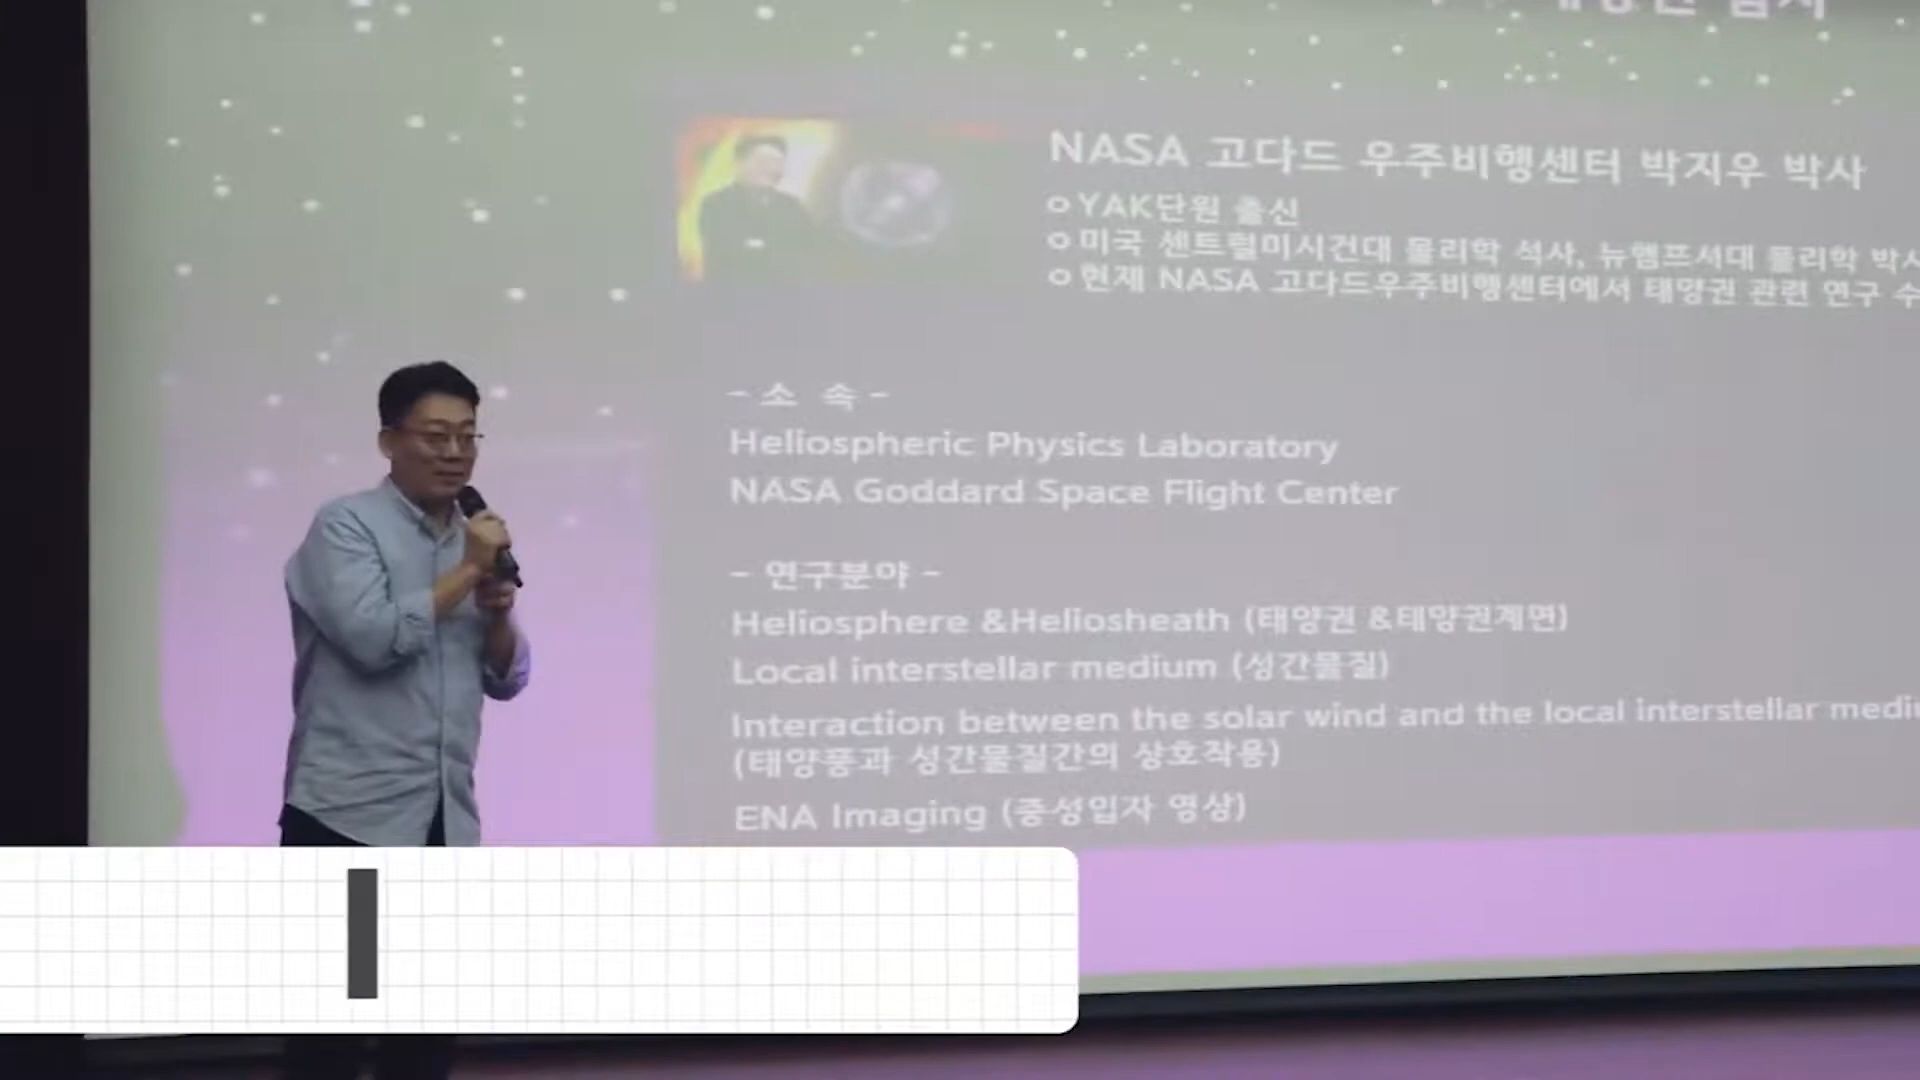 NASA 고다드 우주비행센터 박지우 박사
YAK단원 출신
미국 센트럴미시건대 물리학 석사, 뉴햄프셔대 물리학 박사
현재 NASA 고다드우주비행센터에서 태양권 관련 연구 수
- 소 속 -
Heliospheric Physics Laboratory
NASA Goddard Space Flight Center
- 연구분야 -
Heliosphere &Heliosheath (태양권 &태양권계면)
Local interstellar medium (성간물질)
Interaction between the solar wind and the local interstellar mediu
(태양풍과 성간물질간의 상호작용)
ENA Imaging (중성입자 영상)